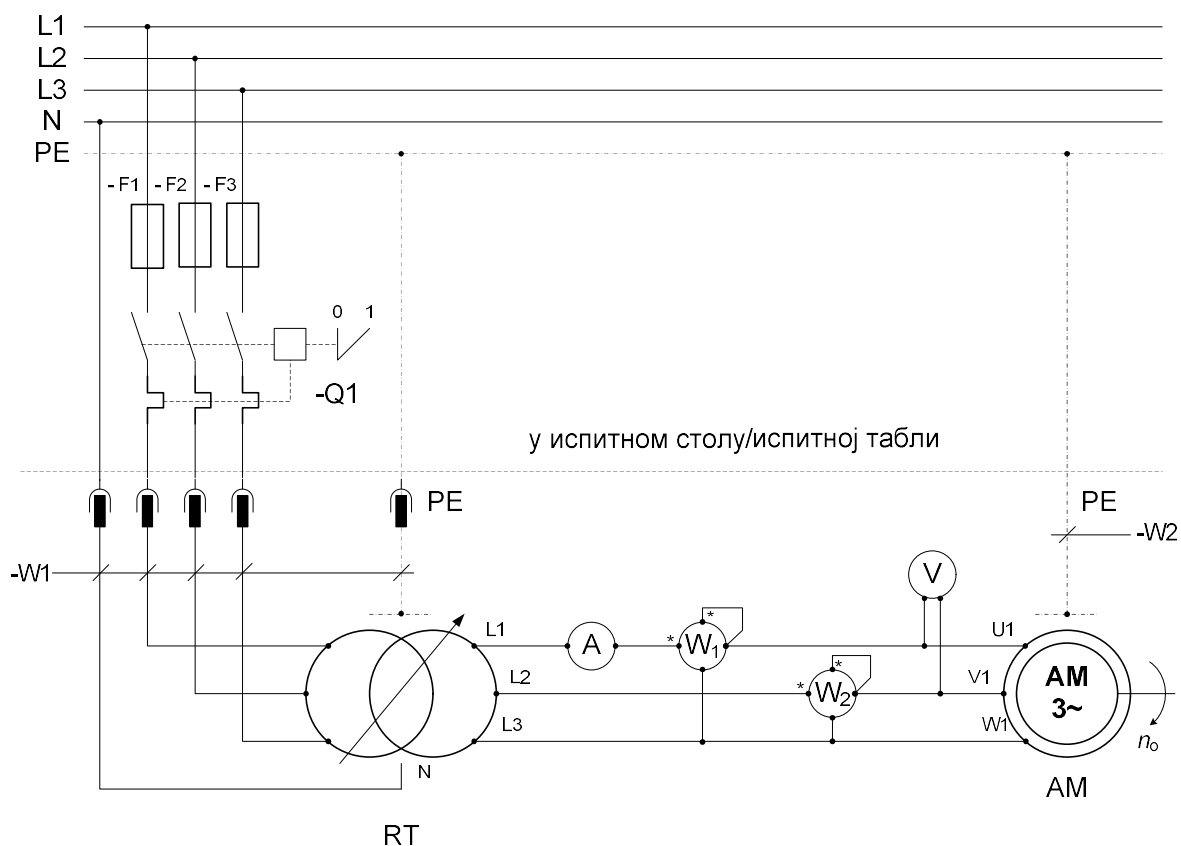 L1
L2
L3
N
PE
- F1 - F2 - F3
0 1
-Q1
у испитном столу/испитној табли
PE
PE
-W2
-W1
V
L1
A
* W1 *
U1
L2
* W2 *
V1
AM
3~
L3
W1
n0
N
AM
RT